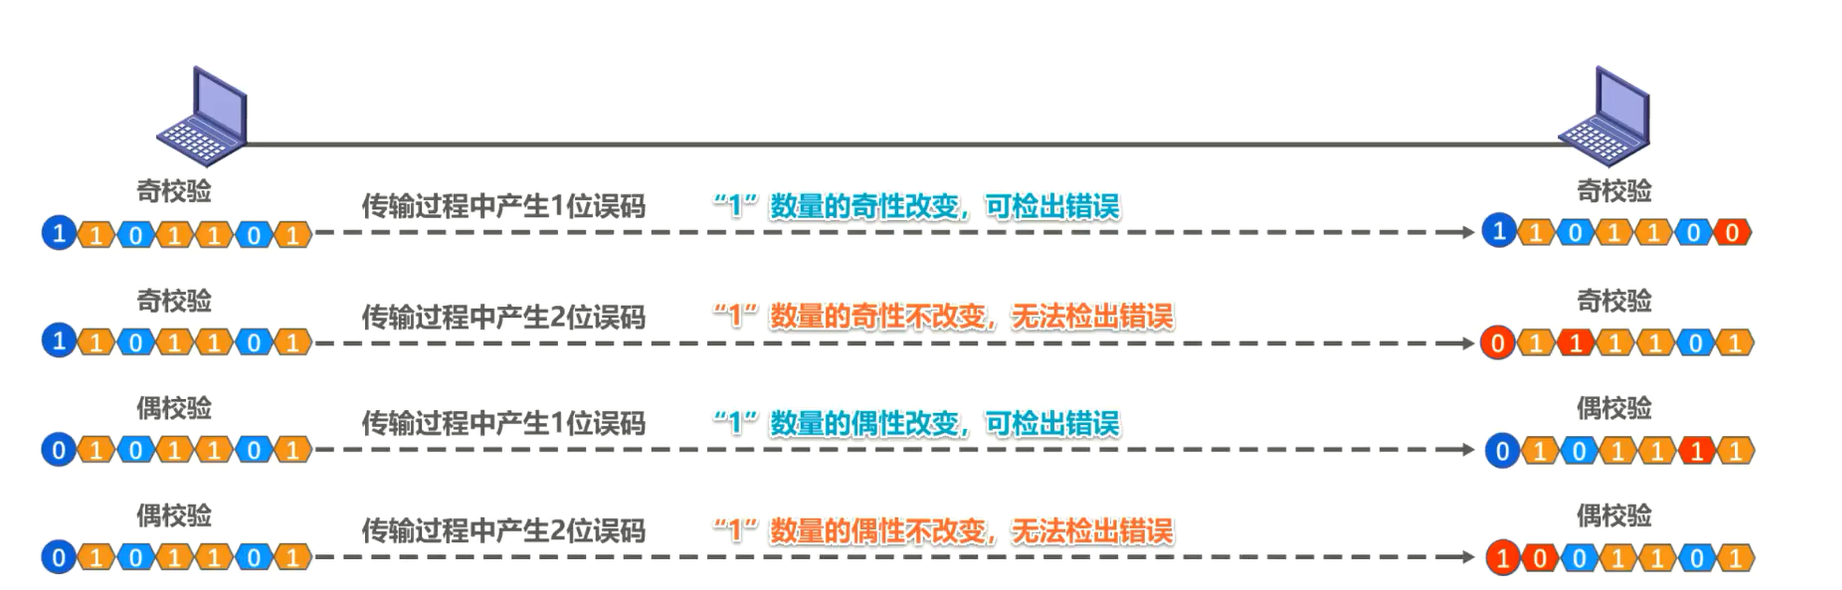 奇校验 奇校验
传输过程中产生1位误码 “1”数量的奇性改变，可检出错误
1 1 0 1 1 0 1 1 1 0 1 1 0 0
奇校验 奇校验
传输过程中产生2位误码 “1”数量的奇性不改变，无法检出错误
1 1 0 1 1 0 1 0 1 1 1 1 0 1
偶校验 偶校验
传输过程中产生1位误码 “1”数量的偶性改变，可检出错误
0 1 0 1 1 0 1 0 1 0 1 1 1 1
偶校验 偶校验
传输过程中产生2位误码 “1”数量的偶性不改变，无法检出错误
0 1 0 1 1 0 1 1 0 0 1 1 0 1